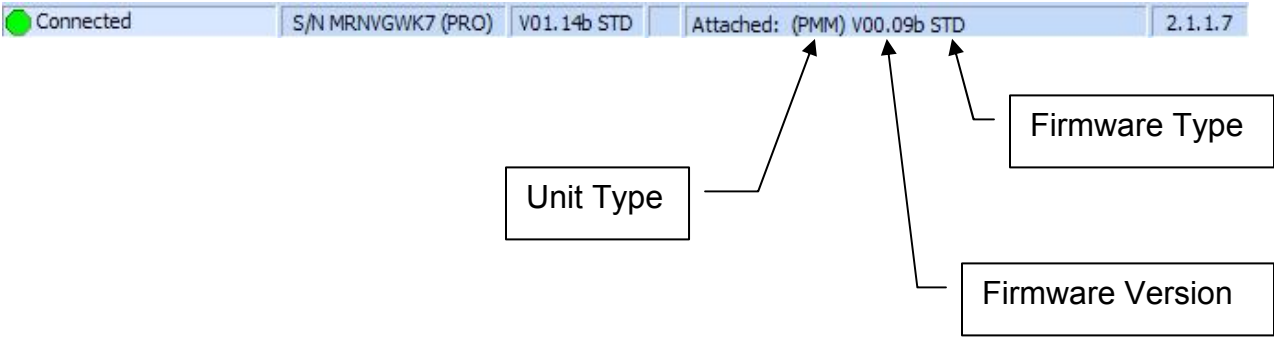 Connected S/N MRNVGWK7 (PRO) V01.14b STD Attached: (PMM) V00.09b STD 2.1.1.7
Firmware Type
Unit Type
Firmware Version